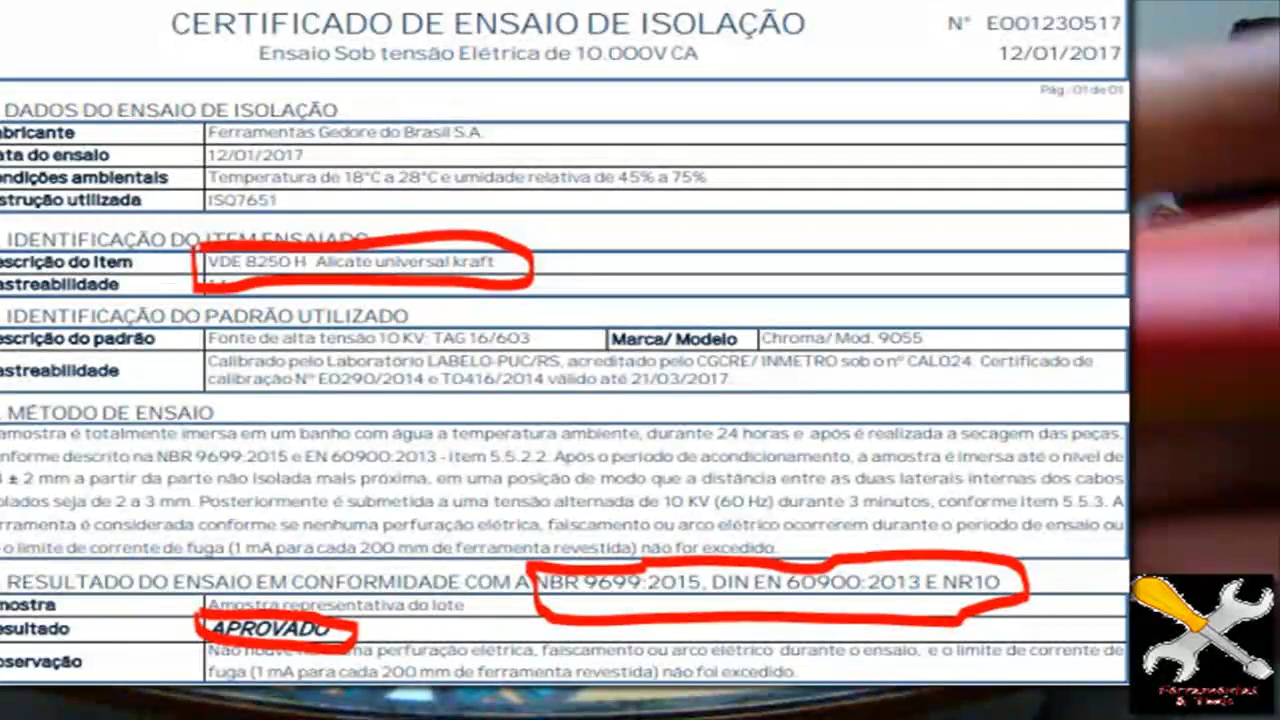 CERTIFICADO DE ENSAIO DE ISOLAÇÃO
Nº E001230517
Ensaio Sob tensão Elétrica de 10.000V CA
12/01/2017
Pág.: 01 de 01
DADOS DO ENSAIO DE ISOLAÇÃO
abricante Ferramentas Gedore do Brasil S.A.
ata do ensaio 12/01/2017
ondições ambientais Temperatura de 18°C a 28°C e umidade relativa de 45% a 75%
strução utilizada ISQ7651
. IDENTIFICAÇÃO DO ITEM ENSAIADO
escrição do item VDE 8250 H Alicate universal kraft
astreabilidade
. IDENTIFICAÇÃO DO PADRÃO UTILIZADO
escrição do padrão Fonte de alta tensão 10 KV: TAG 16/603 Marca/ Modelo Chroma/ Mod. 9055
astreabilidade Calibrado pelo Laboratório LABELO-PUC/RS, acreditado pelo CGCRE/ INMETRO sob o nº CAL024. Certificado de
calibração Nº E0290/2014 e T0416/2014 válido até 21/03/2017.
. MÉTODO DE ENSAIO
amostra é totalmente imersa em um banho com água a temperatura ambiente, durante 24 horas e após é realizada a secagem das peças,
nforme descrito na NBR 9699:2015 e EN 60900:2013 - Item 5.5.2.2. Após o período de acondicionamento, a amostra é imersa até o nível de
± 2 mm a partir da parte não isolada mais próxima, em uma posição de modo que a distância entre as duas laterais internas dos cabos
olados seja de 2 a 3 mm. Posteriormente é submetida a uma tensão alternada de 10 KV (60 Hz) durante 3 minutos, conforme item 5.5.3. A
erramenta é considerada conforme se nenhuma perfuração elétrica, faiscamento ou arco elétrico ocorrerem durante o período de ensaio ou
o limite de corrente de fuga (1 mA para cada 200 mm de ferramenta revestida) não for excedido.
. RESULTADO DO ENSAIO EM CONFORMIDADE COM A NBR 9699:2015, DIN EN 60900:2013 E NR10
mostra Amostra representativa do lote
esultado APROVADO
bservação Não houve nenhuma perfuração elétrica, faiscamento ou arco elétrico durante o ensaio, e o limite de corrente de
fuga (1 mA para cada 200 mm de ferramenta revestida) não foi excedido.
Ferramentas
& Tools